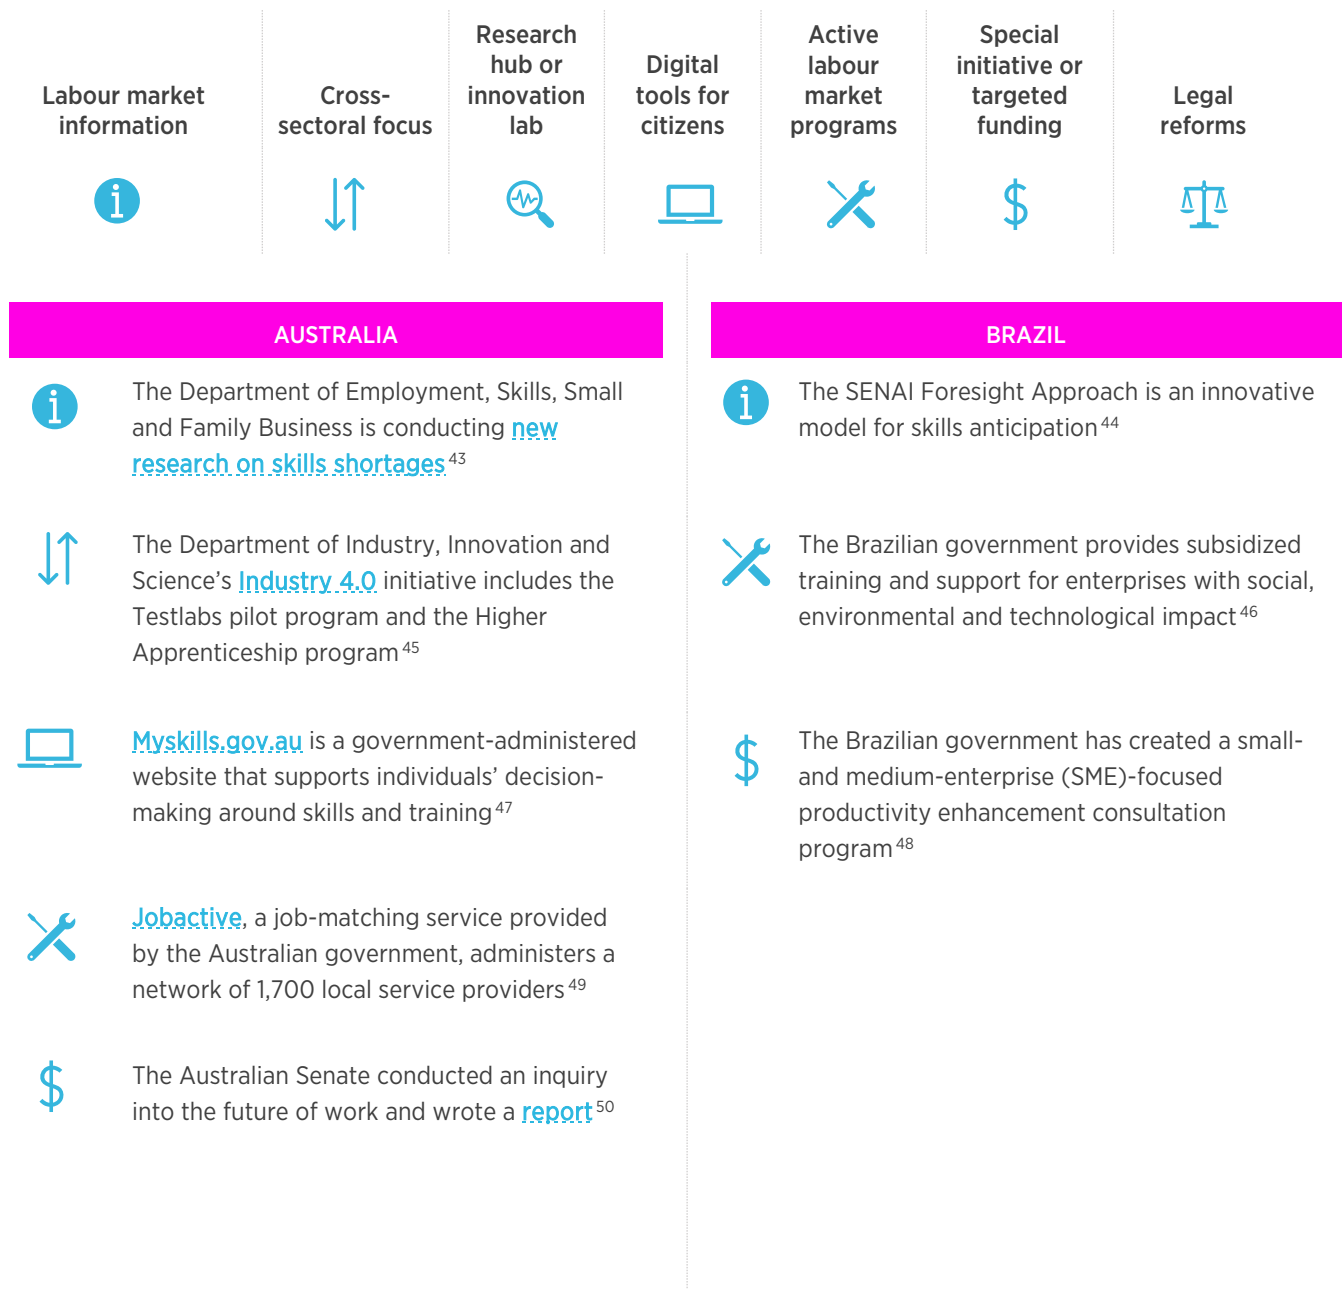 Labour market
information
Cross-
sectoral focus
Research
hub or
innovation
lab
Digital
tools for
citizens
Active
labour
market
programs
Special
initiative or
targeted
funding
Legal
reforms
AUSTRALIA
The Department of Employment, Skills, Small
and Family Business is conducting new
research on skills shortages 43
The Department of Industry, Innovation and
Science’s Industry 4.0 initiative includes the
Testlabs pilot program and the Higher
Apprenticeship program 45
Myskills.gov.au is a government-administered
website that supports individuals’ decision-
making around skills and training 47
Jobactive, a job-matching service provided
by the Australian government, administers a
network of 1,700 local service providers 49
The Australian Senate conducted an inquiry
into the future of work and wrote a report 50
BRAZIL
The SENAI Foresight Approach is an innovative
model for skills anticipation 44
The Brazilian government provides subsidized
training and support for enterprises with social,
environmental and technological impact 46
The Brazilian government has created a small-
and medium-enterprise (SME)-focused
productivity enhancement consultation
program 48